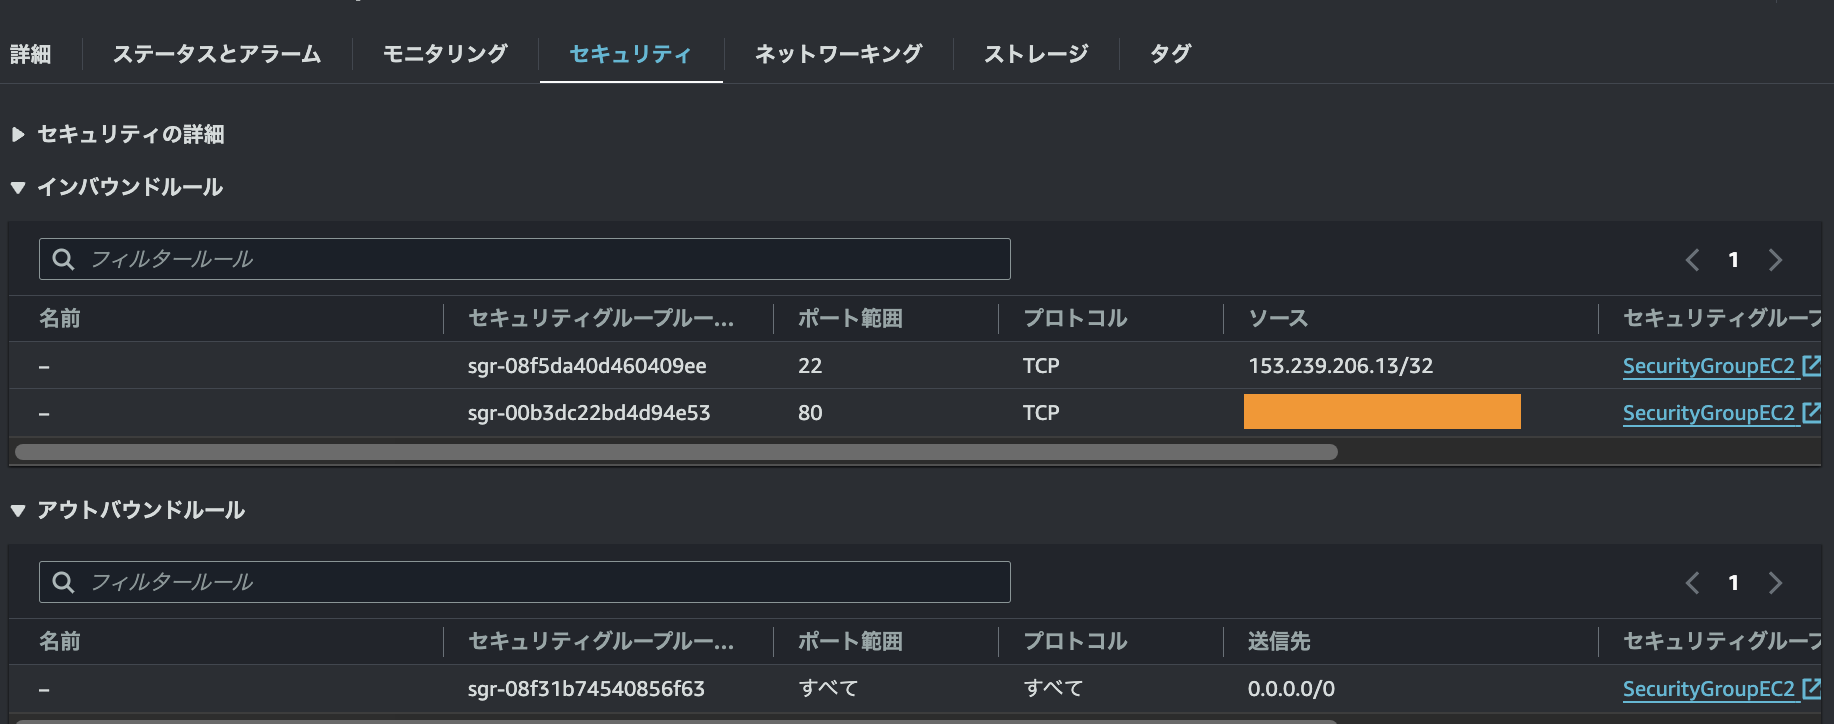 詳細 ステータスとアラーム モニタリング セキュリティ ネットワーキング ストレージ タグ
セキュリティの詳細
インバウンドルール
フィルタールール 1
名前 セキュリティグループルー... ポート範囲 プロトコル ソース セキュリティグループ
– sgr-08f5da40d460409ee 22 TCP 153.239.206.13/32 SecurityGroupEC2
– sgr-00b3dc22bd4d94e53 80 TCP SecurityGroupEC2
アウトバウンドルール
フィルタールール 1
名前 セキュリティグループルー... ポート範囲 プロトコル 送信先 セキュリティグループ
– sgr-08f31b74540856f63 すべて すべて 0.0.0.0/0 SecurityGroupEC2